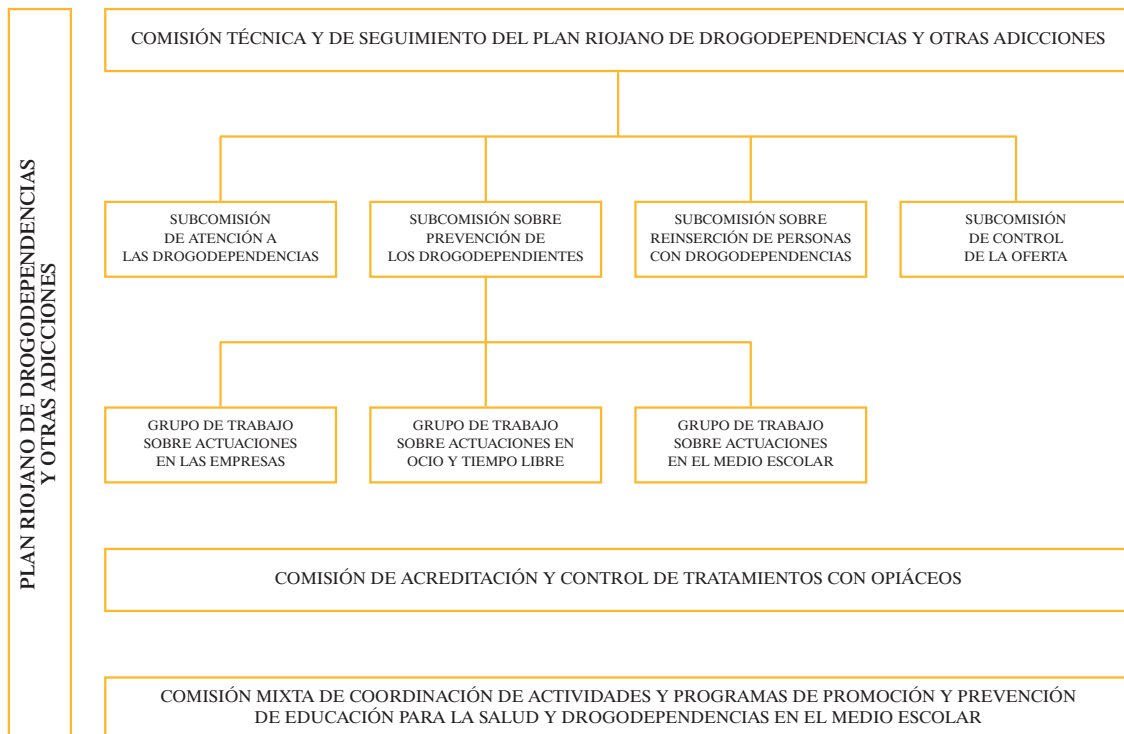 PLAN RIOJANO DE DROGODEPENDENCIAS
Y OTRAS ADICCIONES
COMISIÓN TÉCNICA Y DE SEGUIMIENTO DEL PLAN RIOJANO DE DROGODEPENDENCIAS Y OTRAS ADICCIONES
SUBCOMISIÓN
DE ATENCIÓN A
LAS DROGODEPENDENCIAS
SUBCOMISIÓN SOBRE
PREVENCIÓN DE
LOS DROGODEPENDIENTES
SUBCOMISIÓN SOBRE
REINSERCIÓN DE PERSONAS
CON DROGODEPENDENCIAS
SUBCOMISIÓN
DE CONTROL
DE LA OFERTA
GRUPO DE TRABAJO
SOBRE ACTUACIONES
EN LAS EMPRESAS
GRUPO DE TRABAJO
SOBRE ACTUACIONES EN
OCIO Y TIEMPO LIBRE
GRUPO DE TRABAJO
SOBRE ACTUACIONES
EN EL MEDIO ESCOLAR
COMISIÓN DE ACREDITACIÓN Y CONTROL DE TRATAMIENTOS CON OPIÁCEOS
COMISIÓN MIXTA DE COORDINACIÓN DE ACTIVIDADES Y PROGRAMAS DE PROMOCIÓN Y PREVENCIÓN
DE EDUCACIÓN PARA LA SALUD Y DROGODEPENDENCIAS EN EL MEDIO ESCOLAR